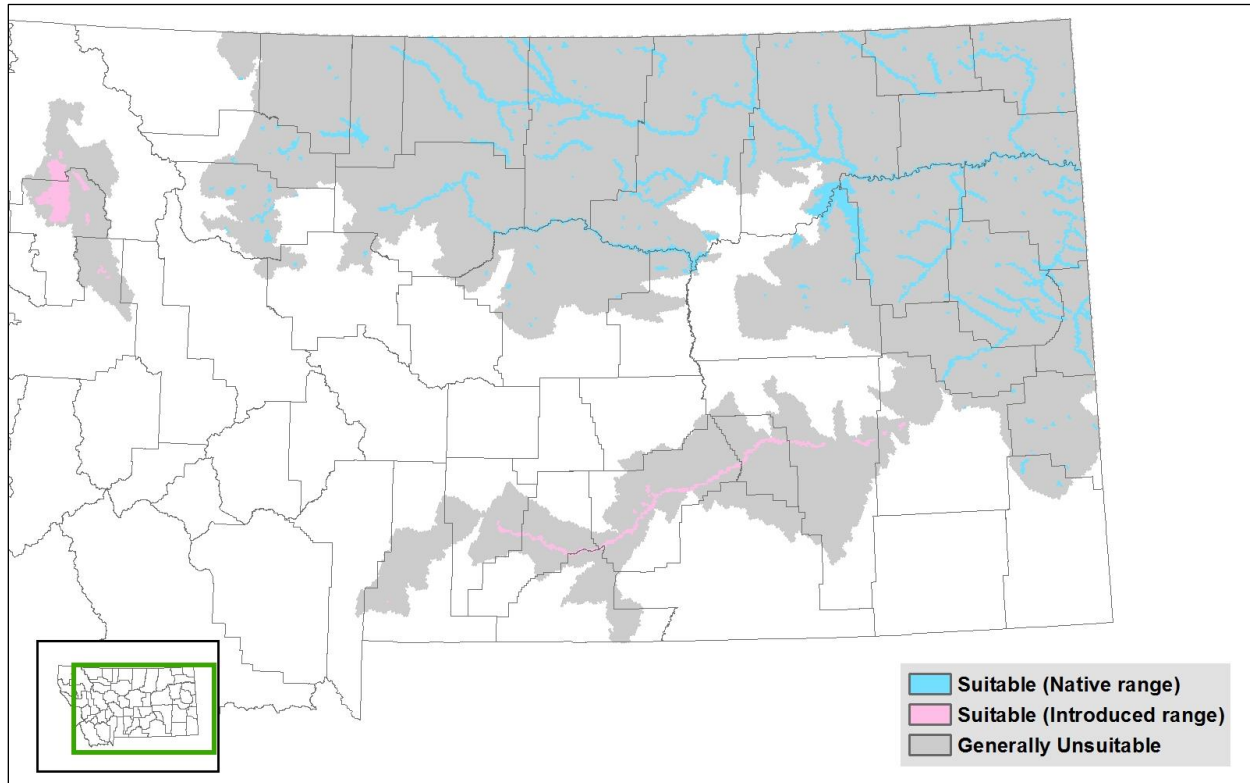 Suitable (Native range)
Suitable (Introduced range)
Generally Unsuitable